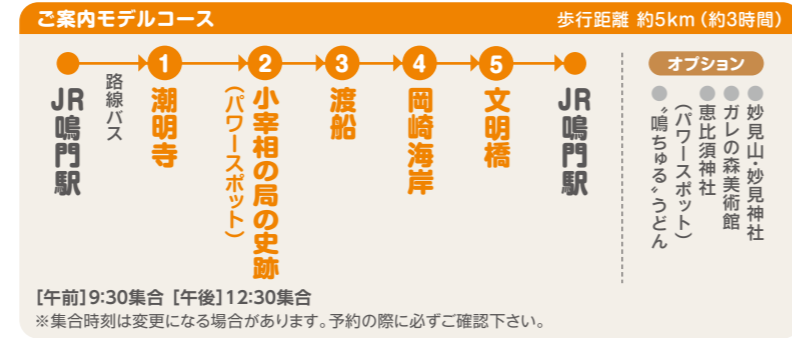 ご案内モデルコース
歩行距離 約5km（約3時間）
JR鳴門駅
路線バス
1
潮明寺
2
小宰相の局の史跡
（パワースポット）
3
渡船
4
岡崎海岸
5
文明橋
JR鳴門駅
オプション
妙見山・妙見神社
ガレの森美術館
恵比須神社
（パワースポット）
〝鳴ちゅる〟うどん
［午前］9:30集合 ［午後］12:30集合
※集合時刻は変更になる場合があります。予約の際に必ずご確認下さい。